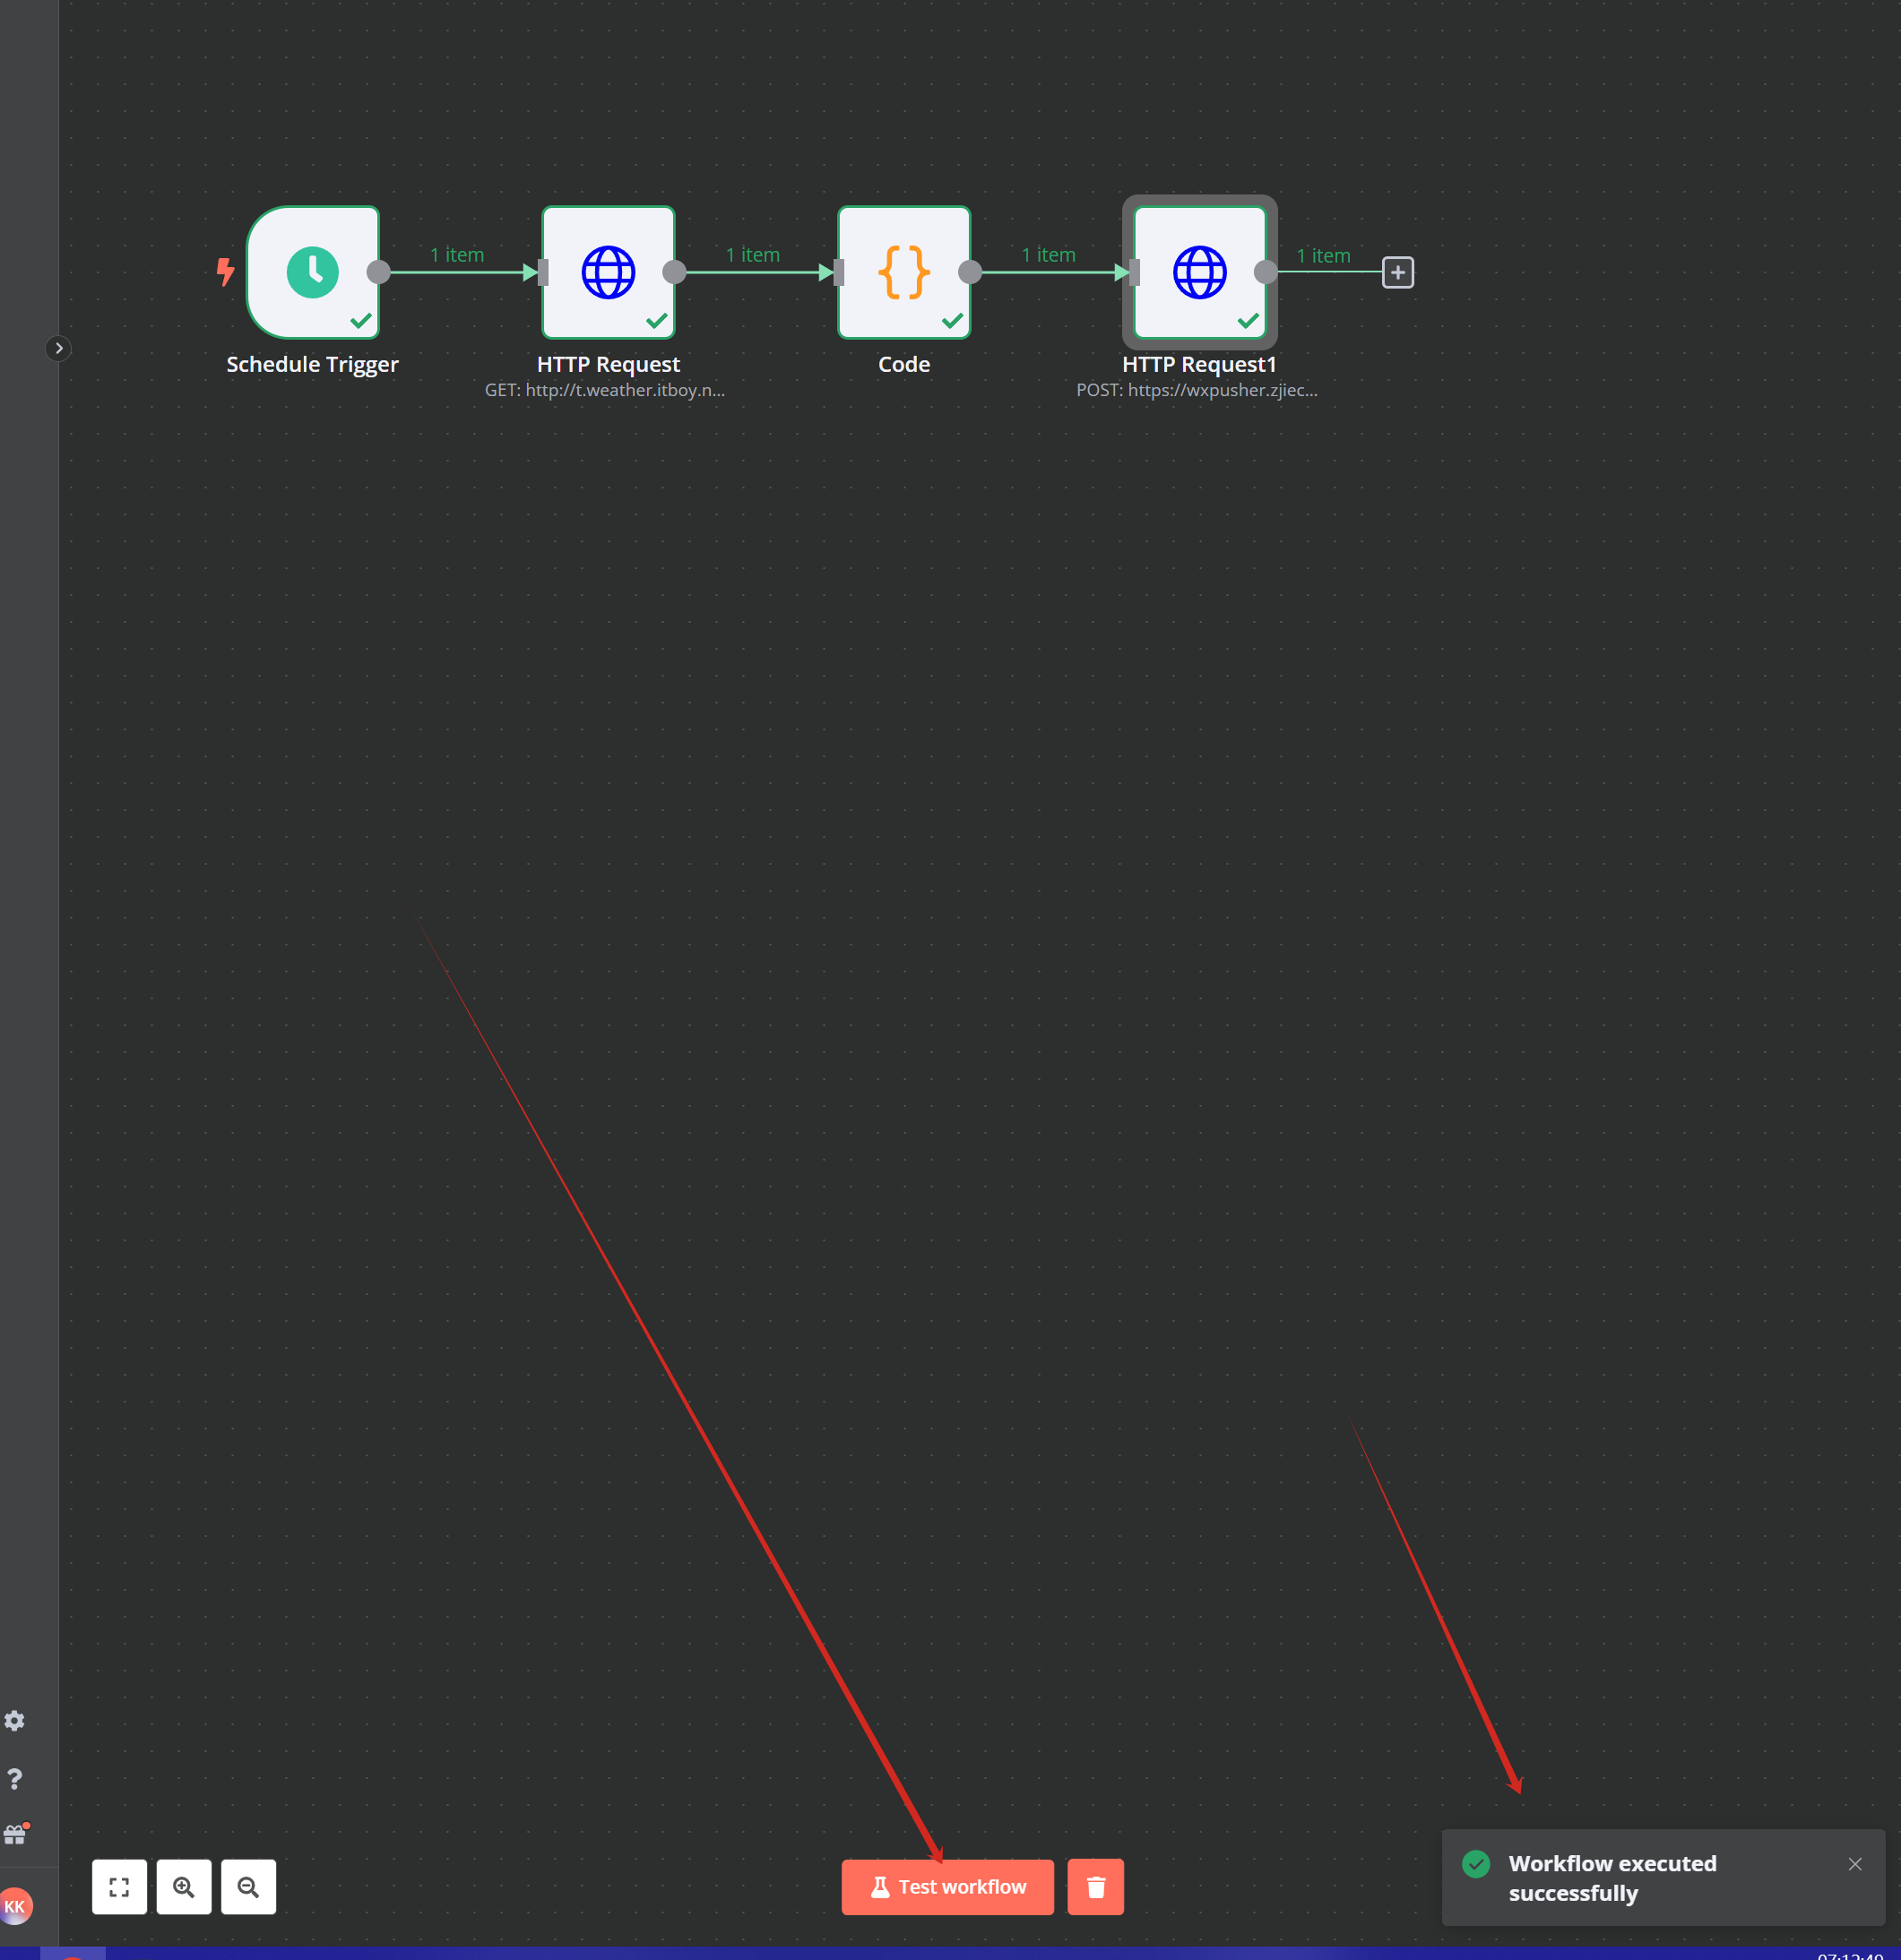 1 item
1 item
1 item
1 item
Schedule Trigger
HTTP Request
Code
HTTP Request1
GET: http://t.weather.itboy.n...
POST: https://wxpusher.zjiec...
KK
Test workflow
Workflow executed
successfully